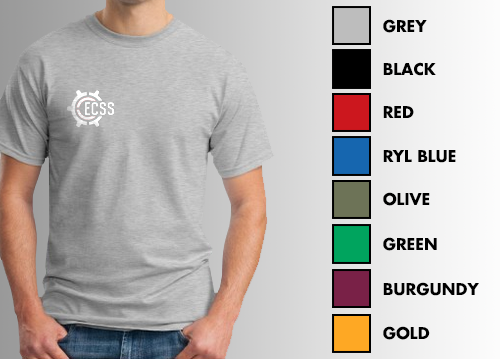 ECSS
GREY
BLACK
RED
RYL BLUE
OLIVE
GREEN
BURGUNDY
GOLD